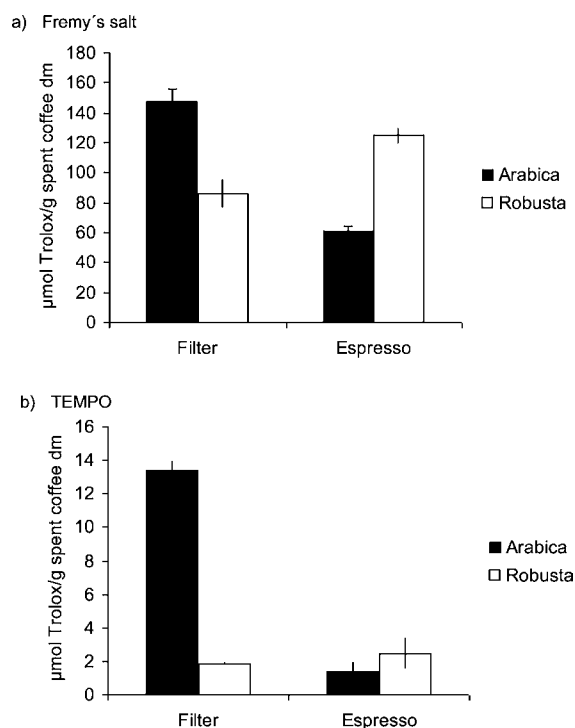 a) Fremy´s salt
µmol Trolox/g spent coffee dm
180
160
140
120
100
80
60
40
20
0
Filter
Espresso
Arabica
Robusta
b) TEMPO
µmol Trolox/g spent coffee dm
16
14
12
10
8
6
4
2
0
Filter
Espresso
Arabica
Robusta